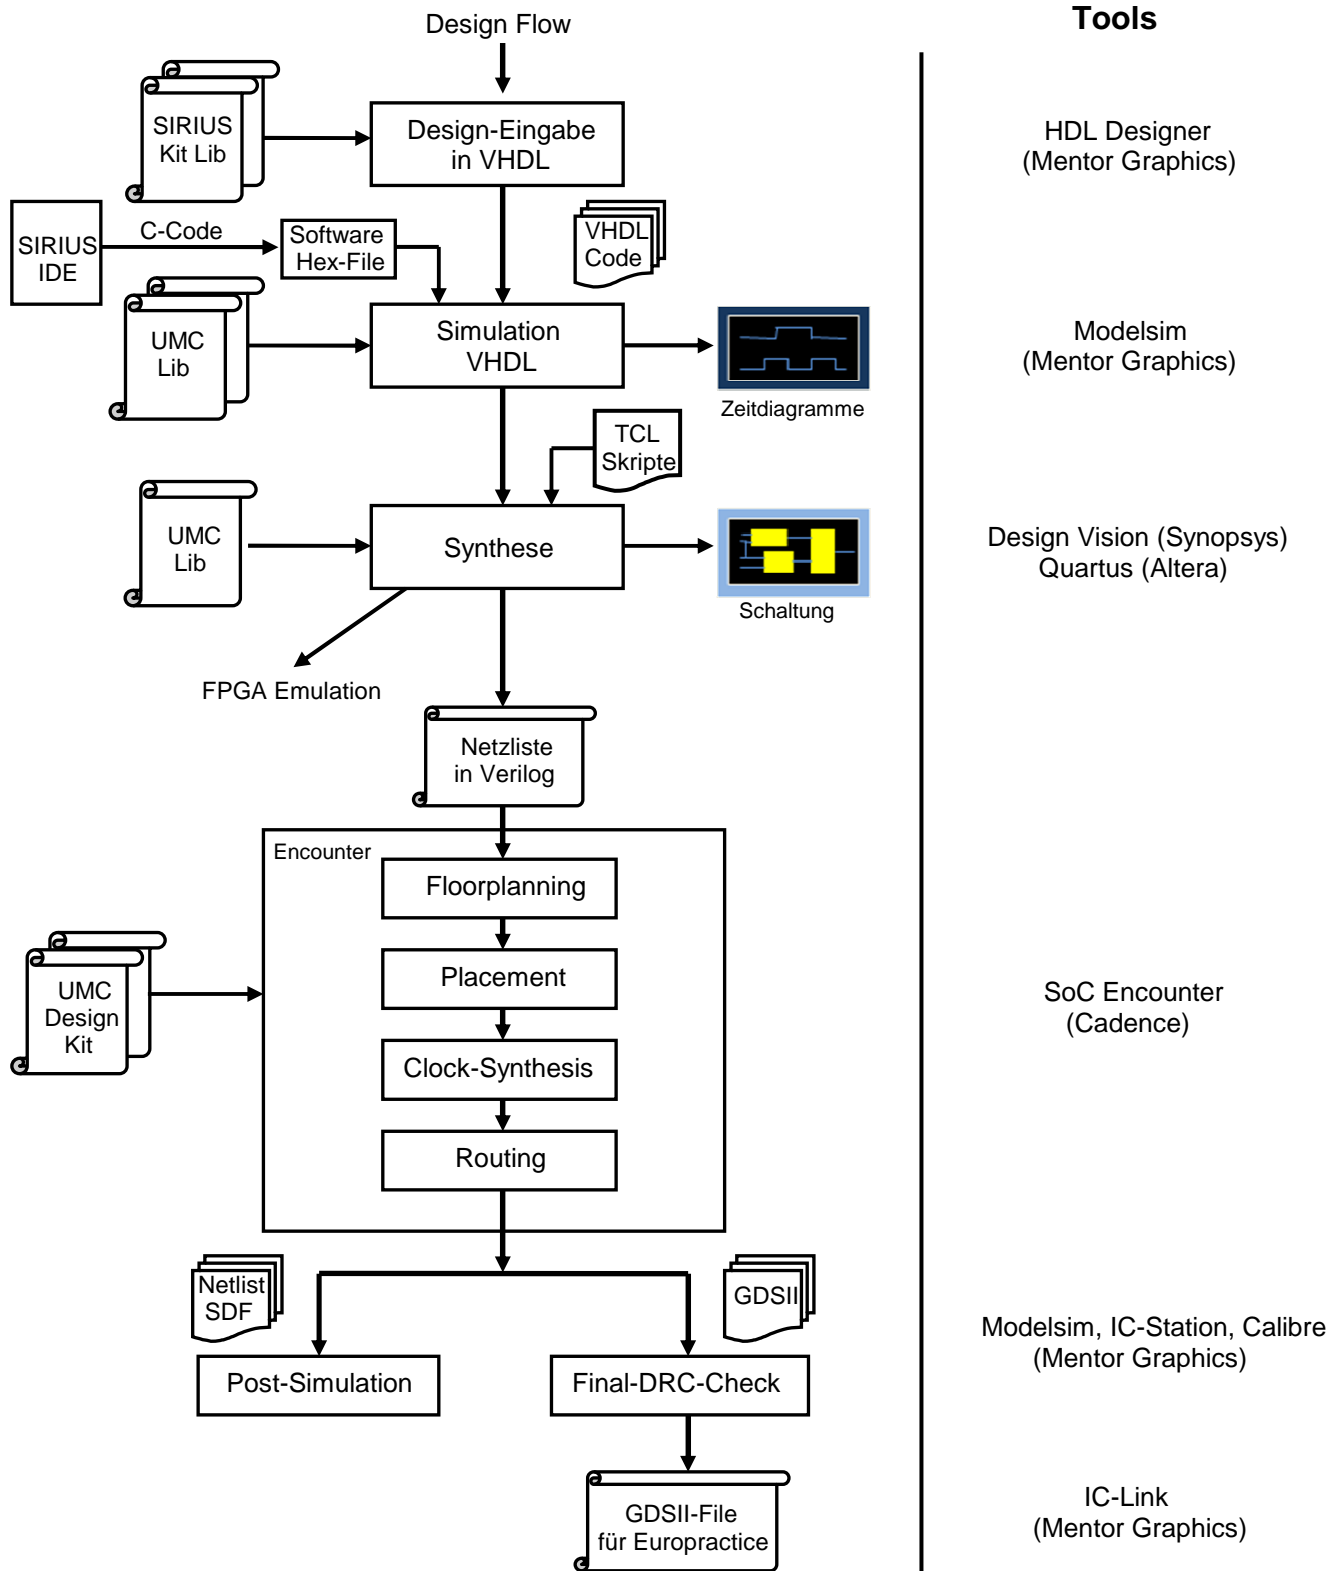 Design Flow
Tools
SIRIUS
Kit Lib
Design-Eingabe
in VHDL
HDL Designer
(Mentor Graphics)
SIRIUS
IDE
C-Code
Software
Hex-File
VHDL
Code
UMC
Lib
Simulation
VHDL
Zeitdiagramme
Modelsim
(Mentor Graphics)
TCL
Skripte
UMC
Lib
Synthese
Schaltung
Design Vision (Synopsys)
Quartus (Altera)
FPGA Emulation
Netzliste
in Verilog
Encounter
Floorplanning
Placement
Clock-Synthesis
Routing
UMC
Design
Kit
SoC Encounter
(Cadence)
Netlist
SDF
GDSII
Post-Simulation
Final-DRC-Check
Modelsim, IC-Station, Calibre
(Mentor Graphics)
GDSII-File
für Europractice
IC-Link
(Mentor Graphics)